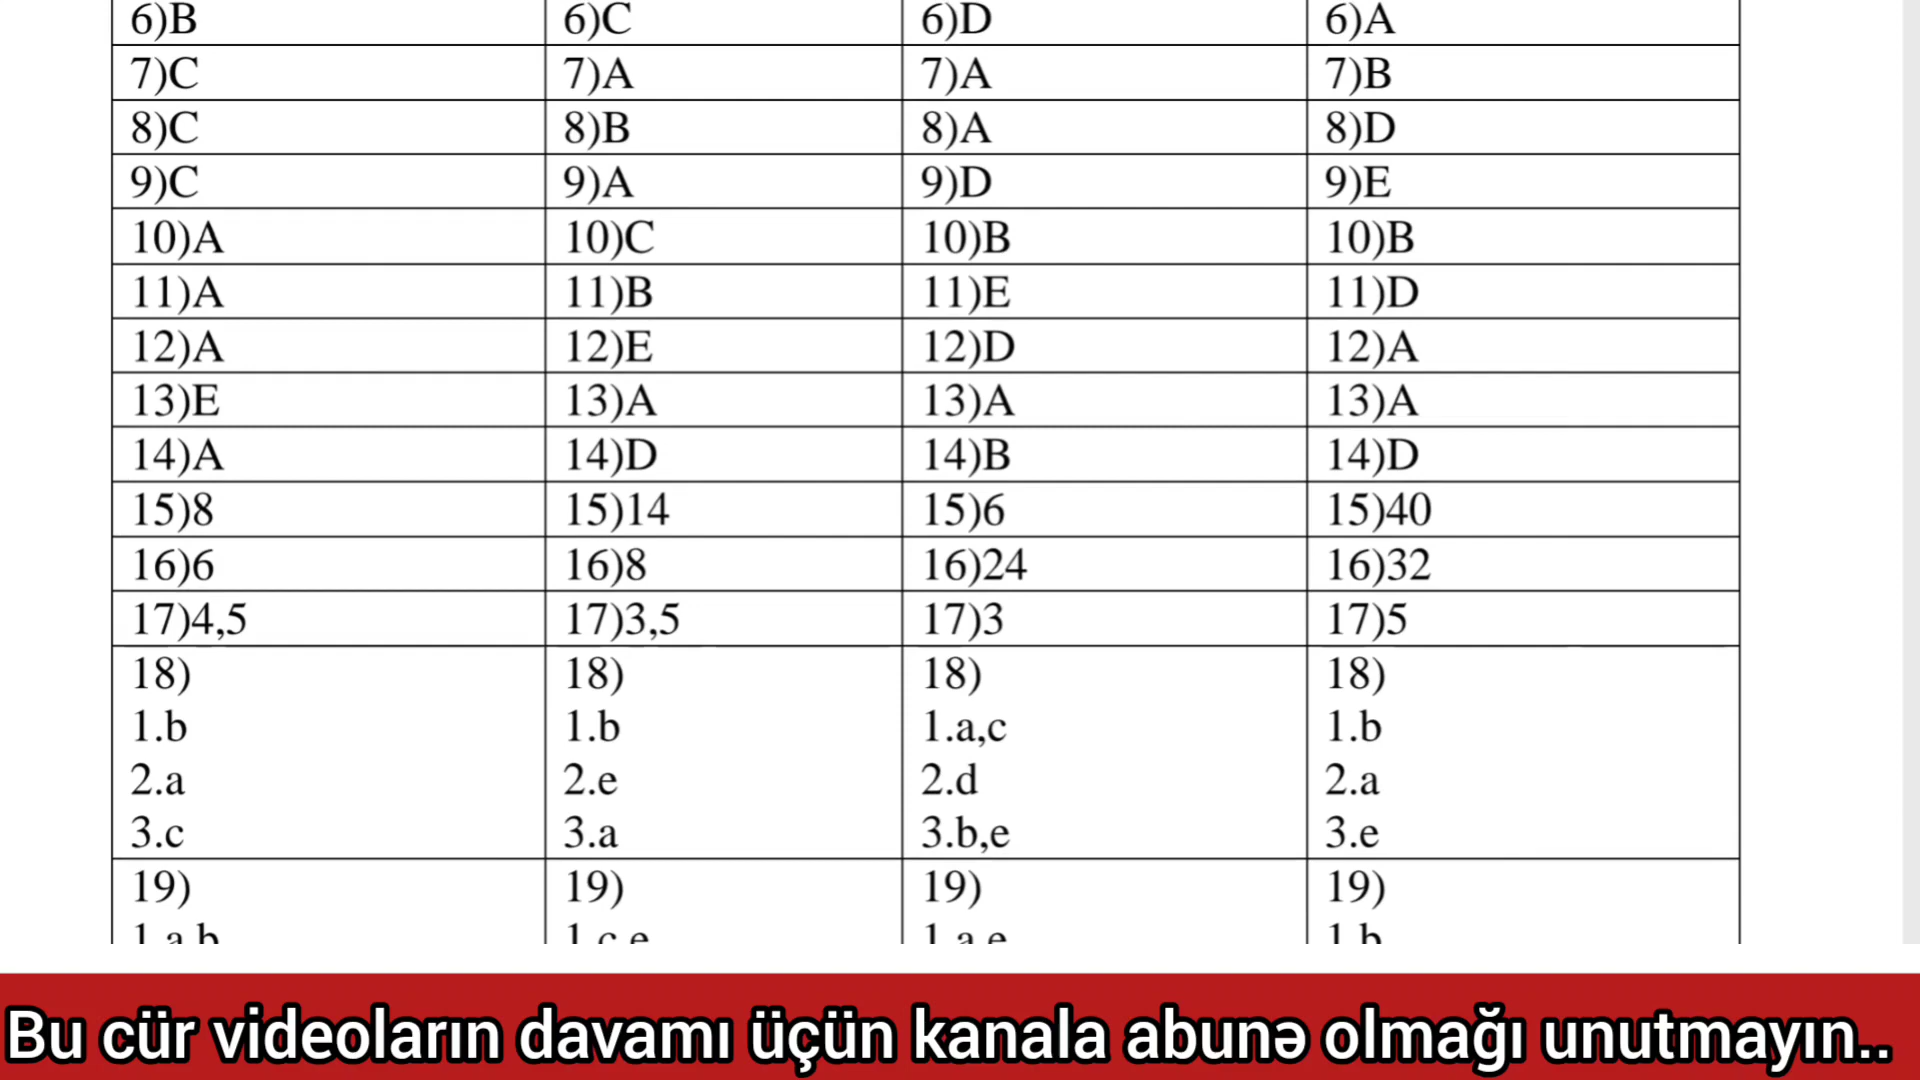 6)B 6)C 6)D 6)A
7)C 7)A 7)A 7)B
8)C 8)B 8)A 8)D
9)C 9)A 9)D 9)E
10)A 10)C 10)B 10)B
11)A 11)B 11)E 11)D
12)A 12)E 12)D 12)A
13)E 13)A 13)A 13)A
14)A 14)D 14)B 14)D
15)8 15)14 15)6 15)40
16)6 16)8 16)24 16)32
17)4,5 17)3,5 17)3 17)5
18) 18) 18) 18)
1.b 1.b 1.a,c 1.b
2.a 2.e 2.d 2.a
3.c 3.a 3.b,e 3.e
19) 19) 19) 19)
Bu cür videoların davamı üçün kanala abunə olmağı unutmayın..